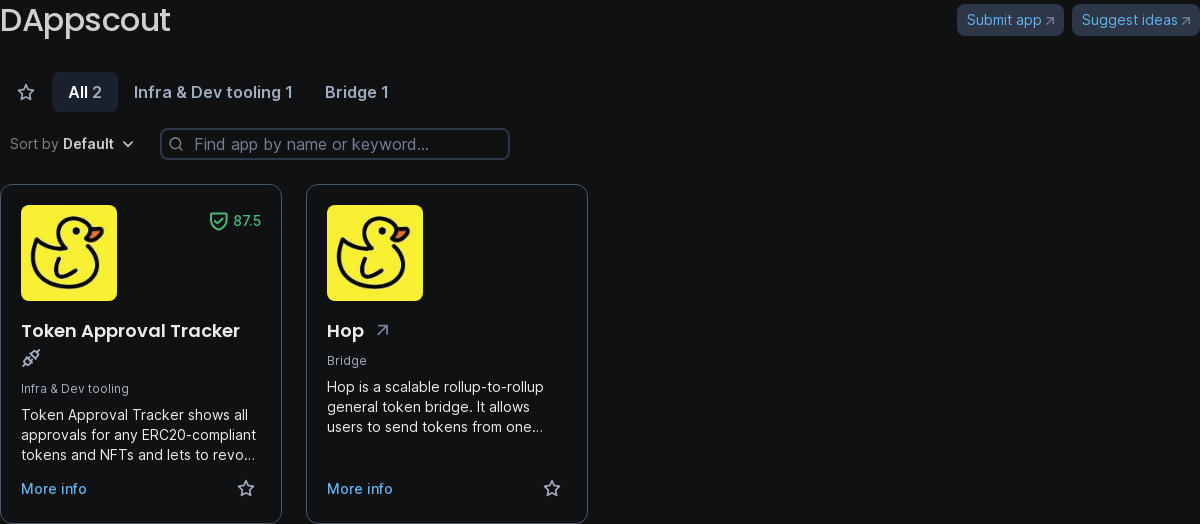 DAppscout
Submit app
Suggest ideas
All 2
Infra & Dev tooling 1
Bridge 1
Sort by Default
Find app by name or keyword...
87.5
Token Approval Tracker
Infra & Dev tooling
Token Approval Tracker shows all
approvals for any ERC20-compliant
tokens and NFTs and lets to revo...
More info
Hop
Bridge
Hop is a scalable rollup-to-rollup
general token bridge. It allows
users to send tokens from one...
More info